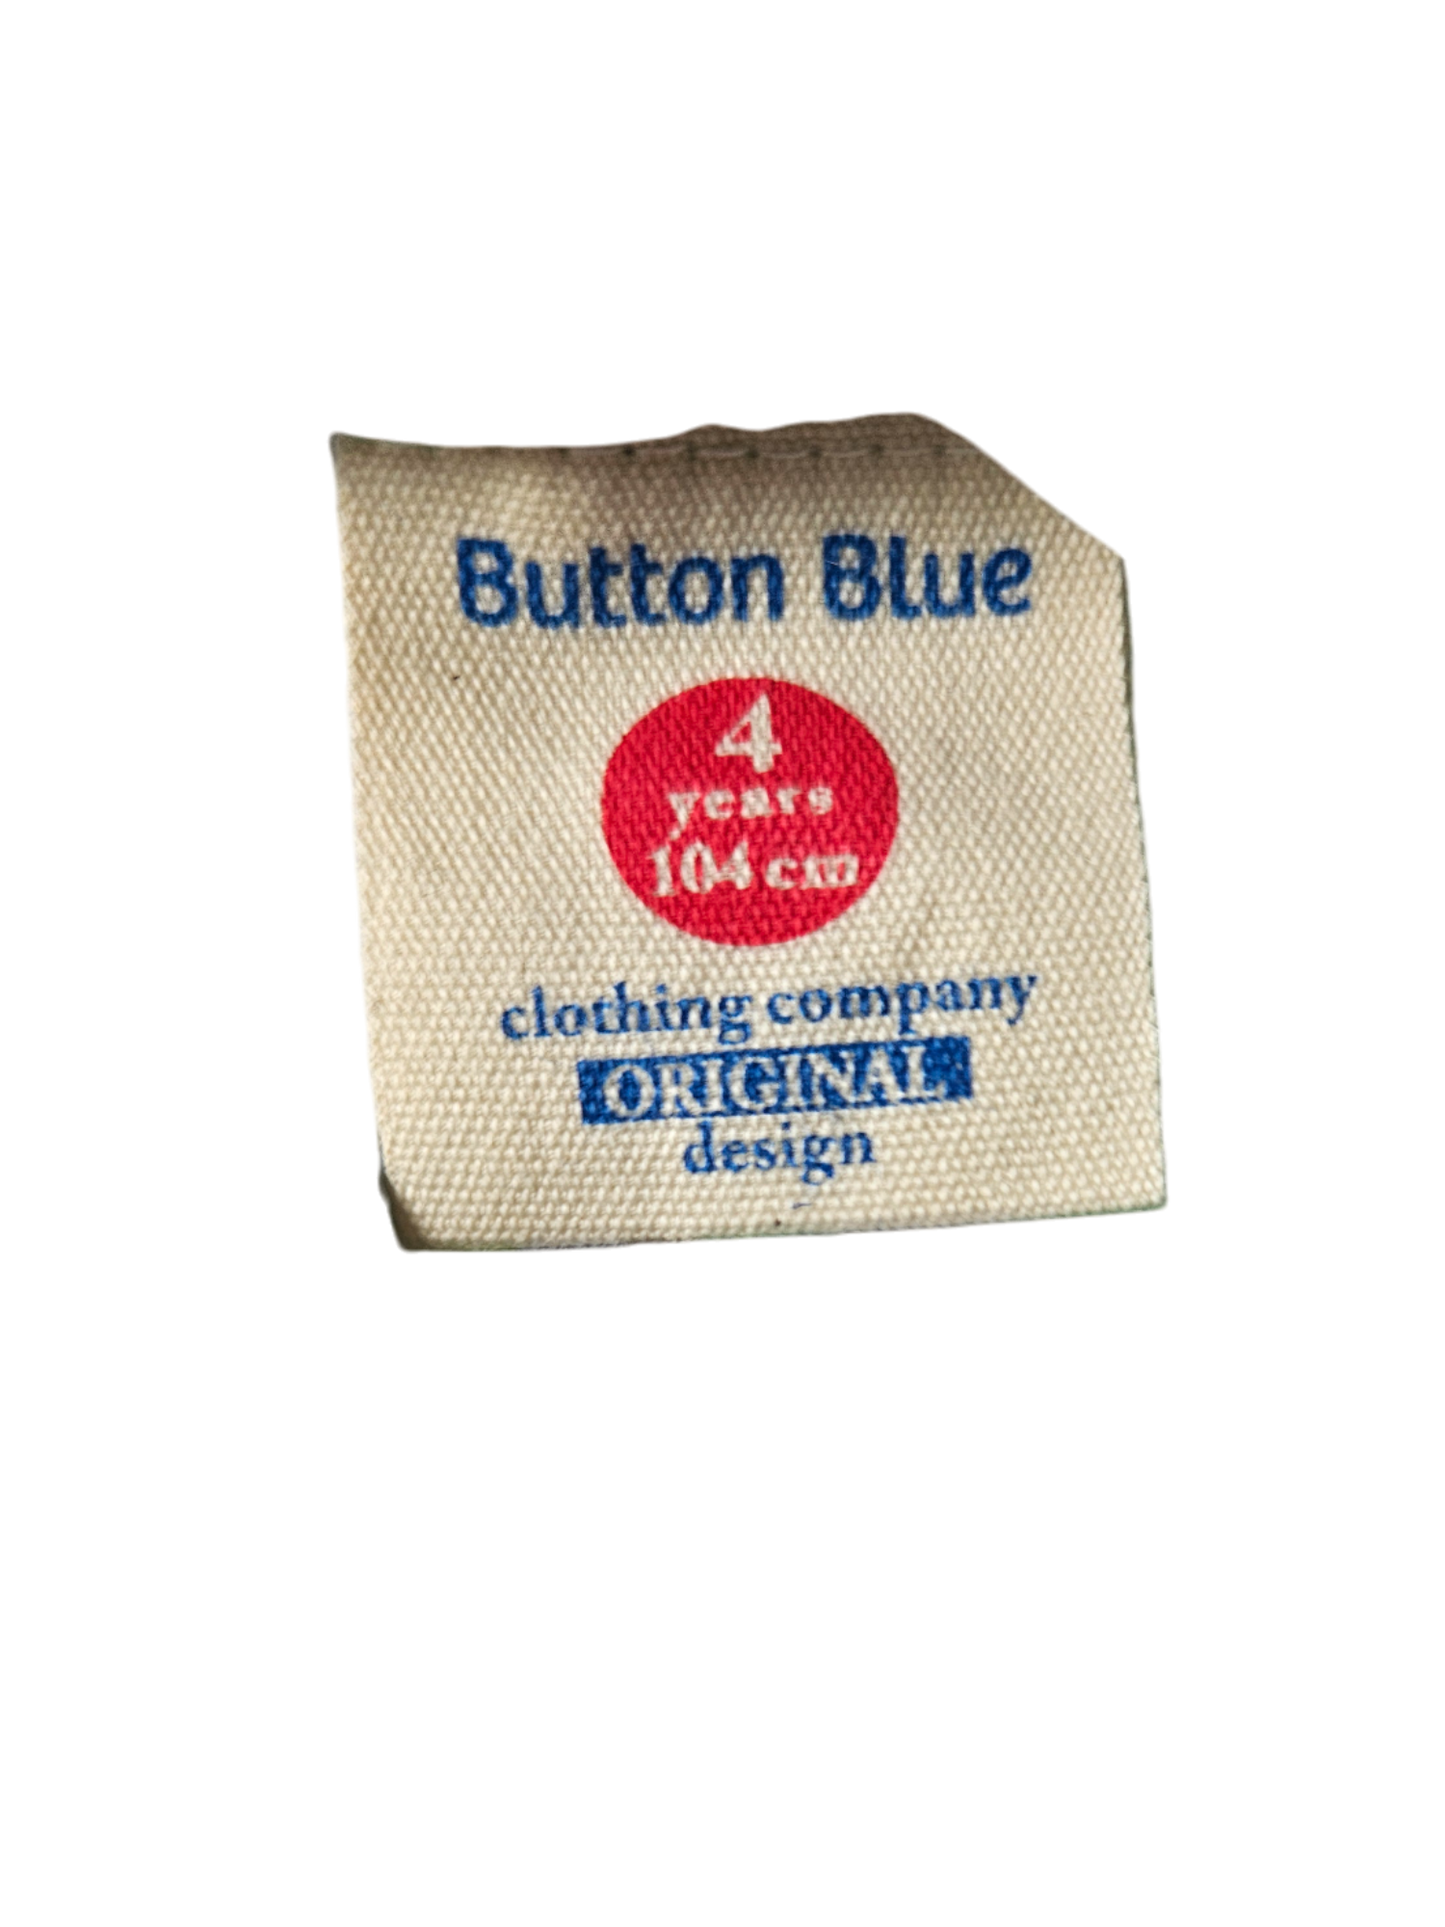 Button Blue
4
years
104 cm
clothing company
ORIGINAL
design